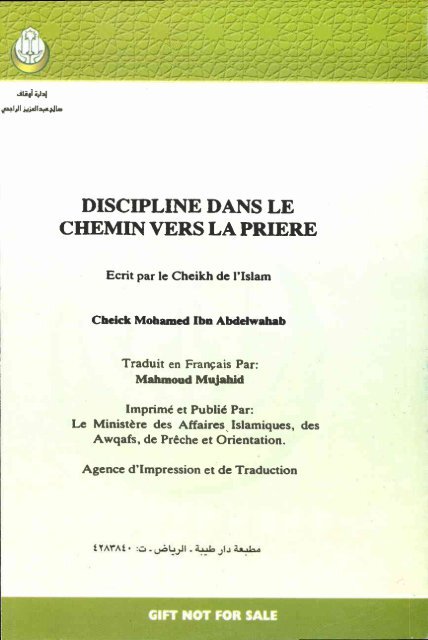 إدارة أوقاف
صالح عبدالعزيز الراجحي
DISCIPLINE DANS LE
CHEMIN VERS LA PRIERE
Ecrit par le Cheikh de l'Islam
Cheick Mohamed Ibn Abdelwahab
Traduit en Français Par:
Mahmoud Mujahid
Imprimé et Publié Par:
Le Ministère des Affaires Islamiques, des
Awqafs, de Prêche et Orientation.
Agence d'Impression et de Traduction
مطبعة دار طيبة - الرياض - ت: ٤٢٨٣٨٤٠
GIFT NOT FOR SALE